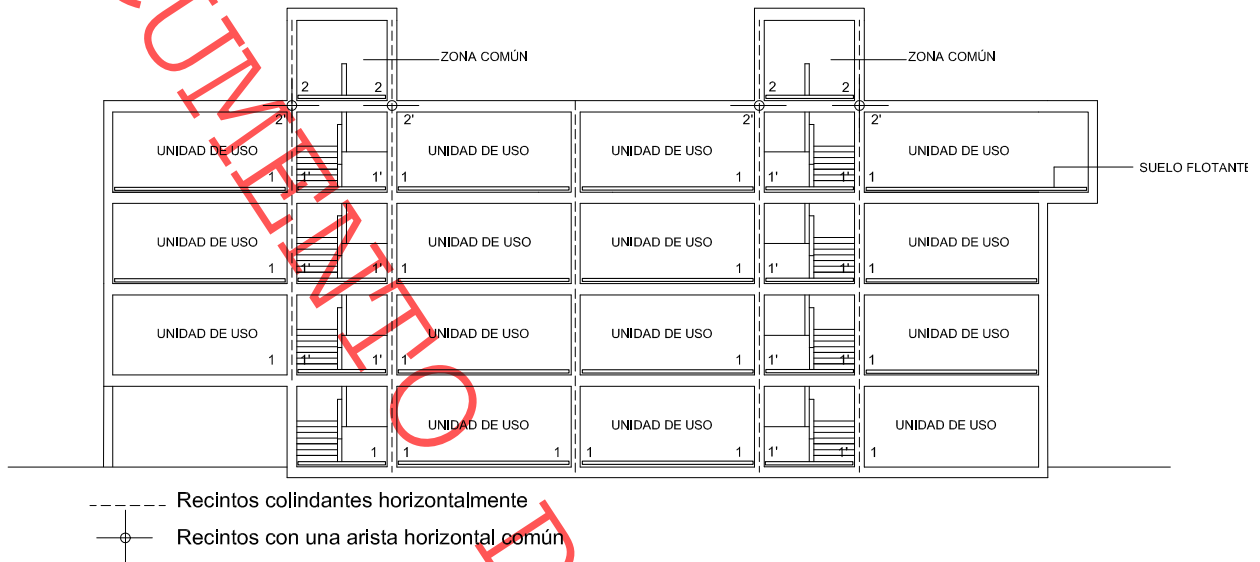 ZONA COMÚN
ZONA COMÚN
2 2 2 2
2' 2' 2'
UNIDAD DE USO UNIDAD DE USO UNIDAD DE USO UNIDAD DE USO
SUELO FLOTANTE
1 1' 1' 1 1 1' 1' 1
UNIDAD DE USO UNIDAD DE USO UNIDAD DE USO UNIDAD DE USO
1 1' 1' 1 1 1' 1' 1
UNIDAD DE USO UNIDAD DE USO UNIDAD DE USO UNIDAD DE USO
1 1' 1' 1 1 1' 1' 1
UNIDAD DE USO UNIDAD DE USO UNIDAD DE USO
1 1 1 1 1 1' 1' 1
Recintos colindantes horizontalmente
Recintos con una arista horizontal común
CUMENTO